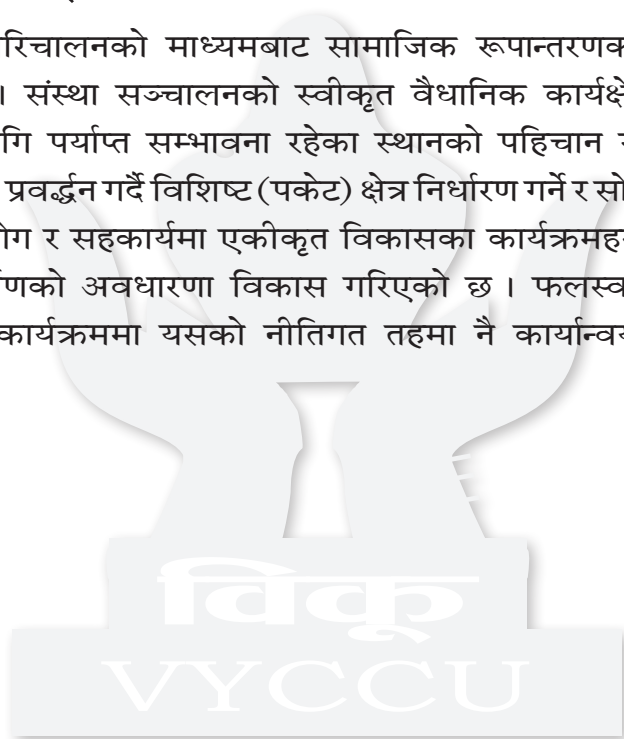 रिचालनको माध्यमबाट सामाजिक रूपान्तरणक
। संस्था सञ्चालनको स्वीकृत वैधानिक कार्यक्षे
गि पर्याप्त सम्भावना रहेका स्थानको पहिचान
प्रवर्द्धन गर्दै विशिष्ट (पकेट) क्षेत्र निर्धारण गर्ने र सो
ोग र सहकार्यमा एकीकृत विकासका कार्यक्रमह
णको अवधारणा विकास गरिएको छ । फलस्व
कार्यक्रममा यसको नीतिगत तहमा नै कार्यान्वय
विकू
VYCCU